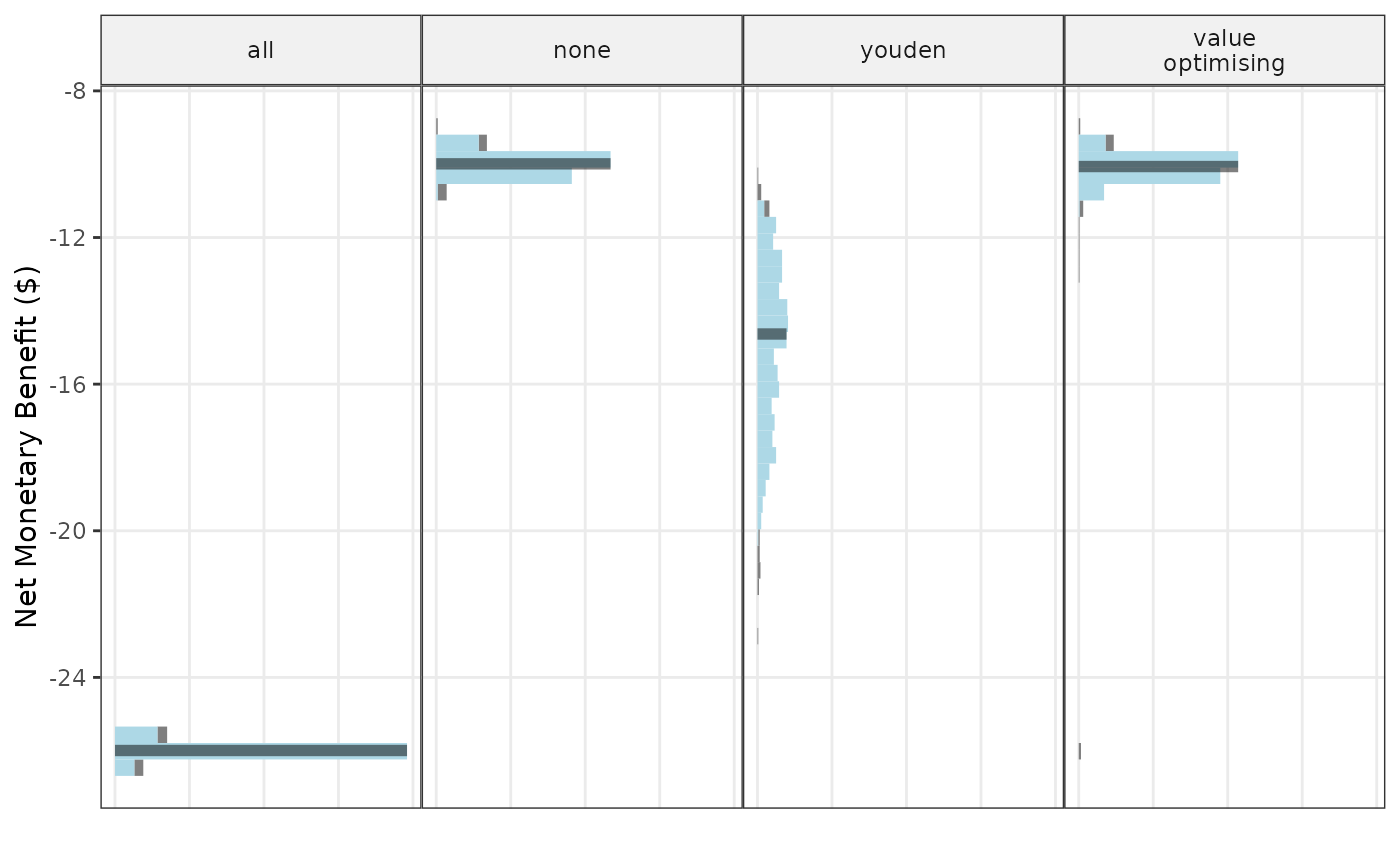 all
none
youden
value
optimising
-8
-12
-16
-20
-24
Net Monetary Benefit ($)